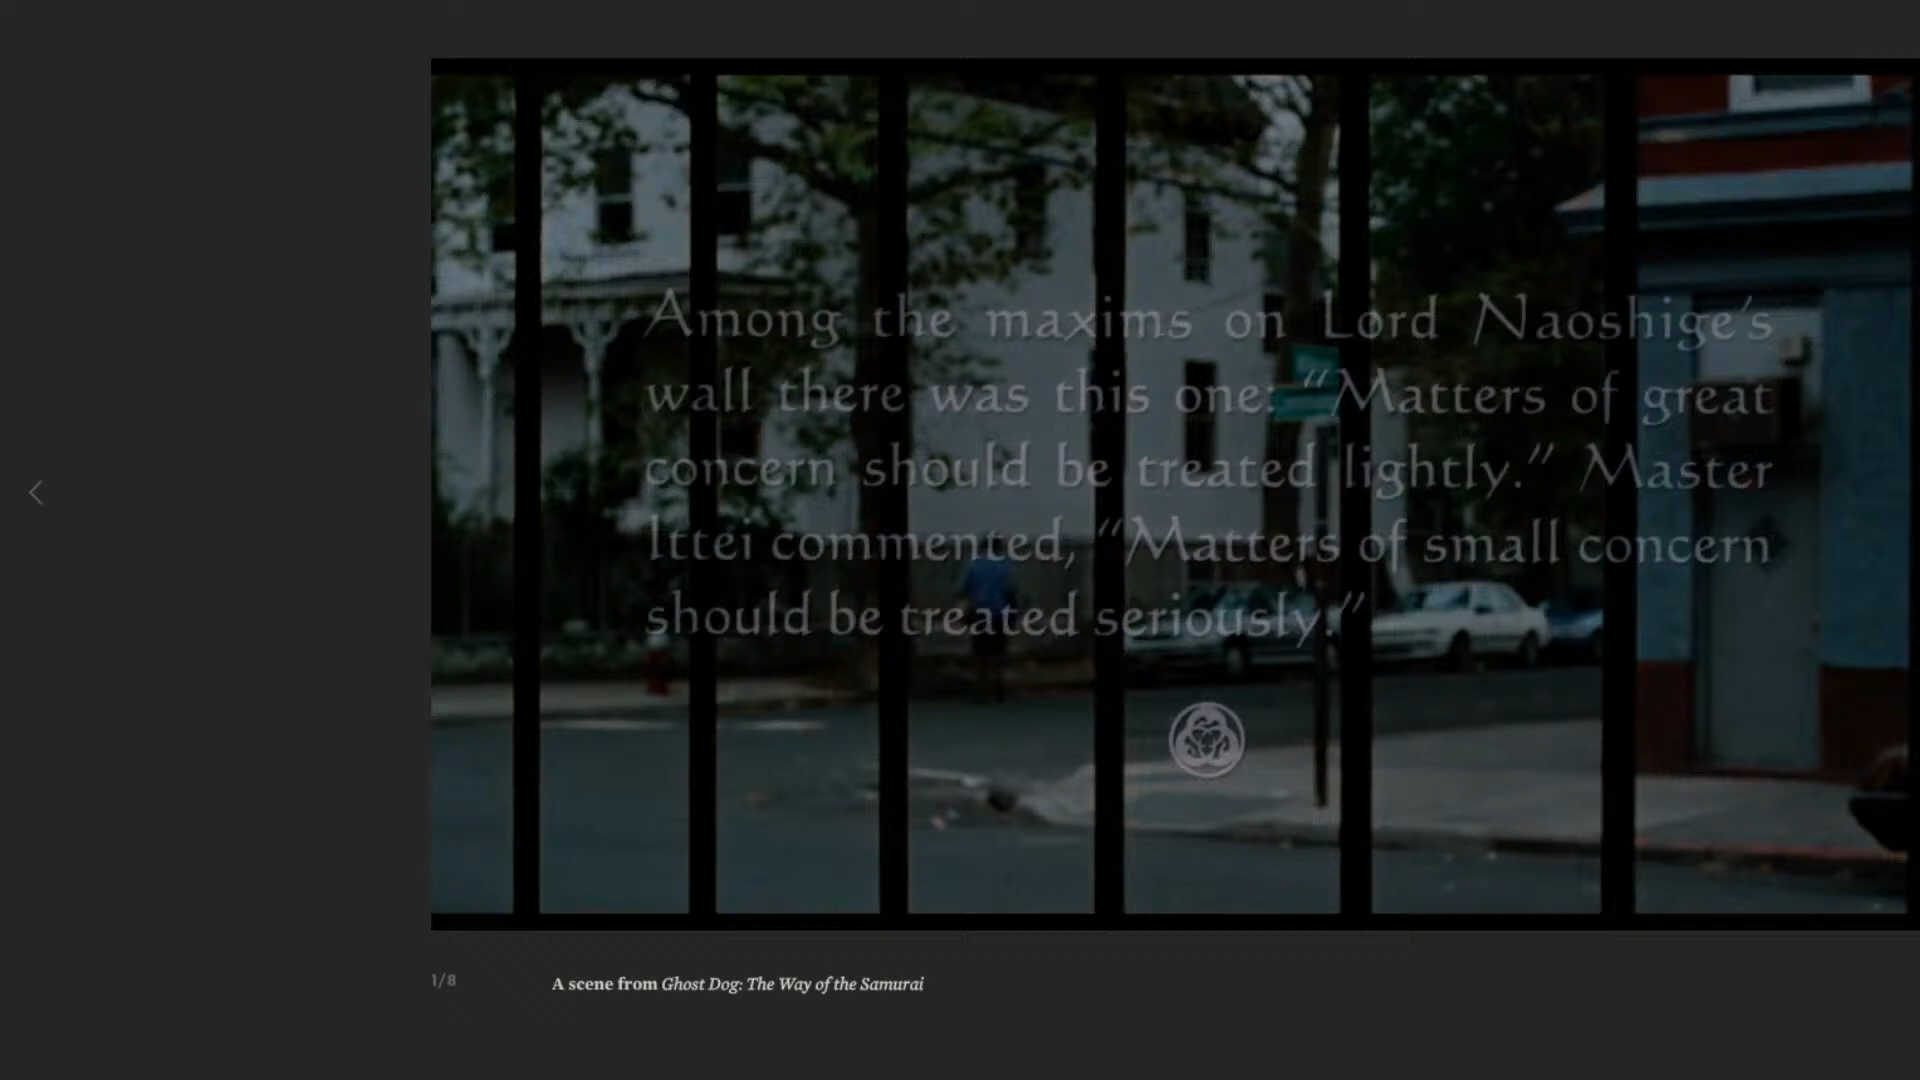 Among the maxims on Lord Naoshige's
wall there was this one: “Matters of great
concern should be treated lightly.” Master
Ittei commented, “Matters of small concern
should be treated seriously.”
1/8
A scene from Ghost Dog: The Way of the Samurai